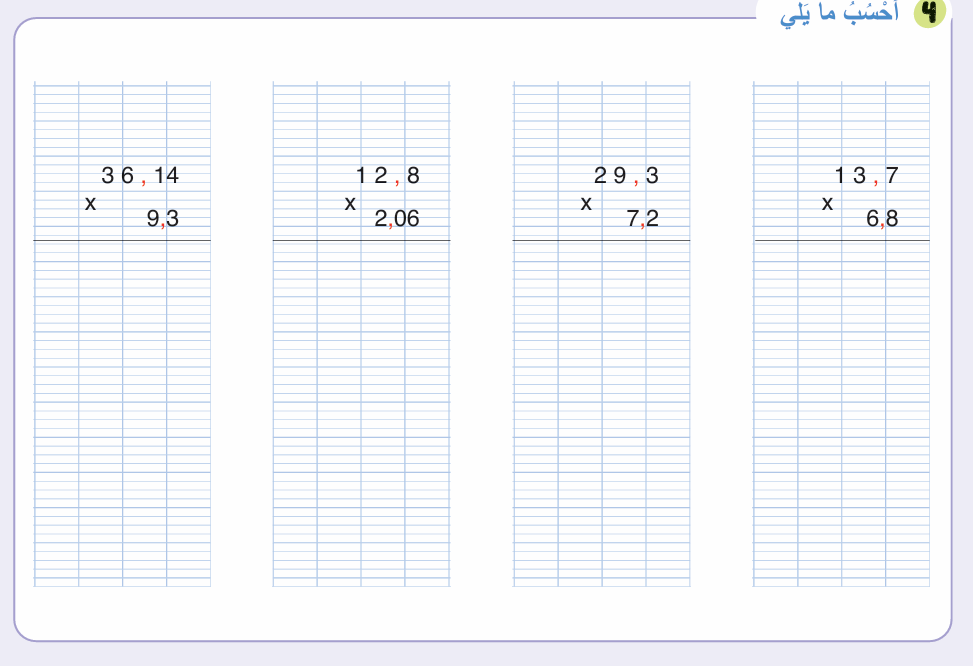 4 أَحْسُبُ ما يَلي
13,7
x
6,8
29,3
x
7,2
12,8
x
2,06
36,14
x
9,3